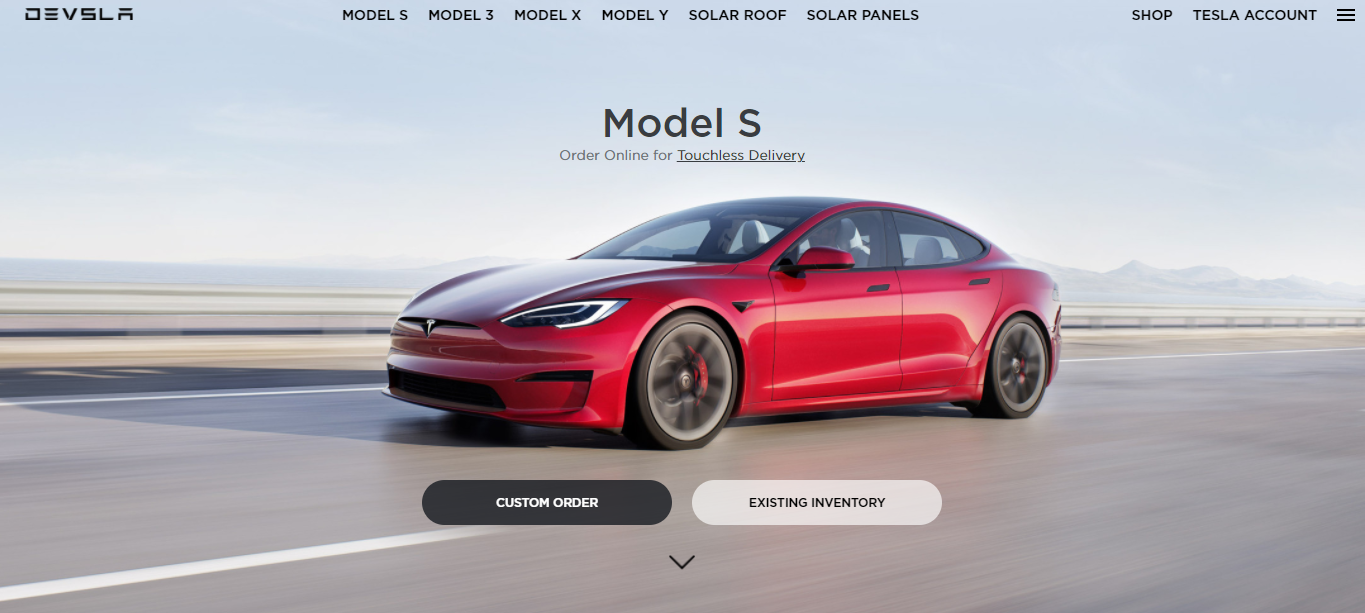 DEVSLA
MODEL S MODEL 3 MODEL X MODEL Y SOLAR ROOF SOLAR PANELS
SHOP TESLA ACCOUNT
Model S
Order Online for Touchless Delivery
CUSTOM ORDER
EXISTING INVENTORY